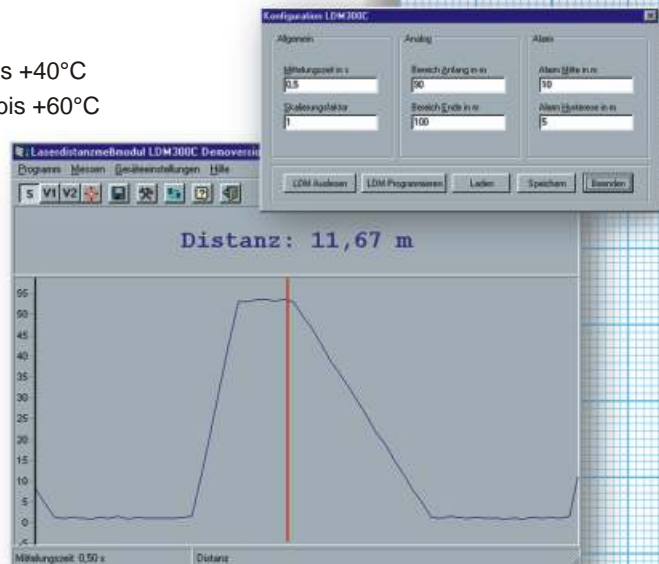 s +40°C
bis +60°C
Konfiguration LDM300C
Allgemein
Mittelungszeit in s
0,5
Skalierungsfaktor
1
Analog
Bereich Anfang in m
90
Bereich Ende in m
100
Alarm
Alarm Mitte in m
10
Alarm Hysterese in m
5
LDM Auslesen LDM Programmieren Laden Speichern Beenden
Laserdistanzmeßmodul LDM300C Demoversio
Programm Messen Geräteeinstellungen Hilfe
S V1 V2
Distanz: 11,67 m
55
50
45
40
35
30
25
20
15
10
5
0
-5
Mittelungszeit: 0,50 s Distanz